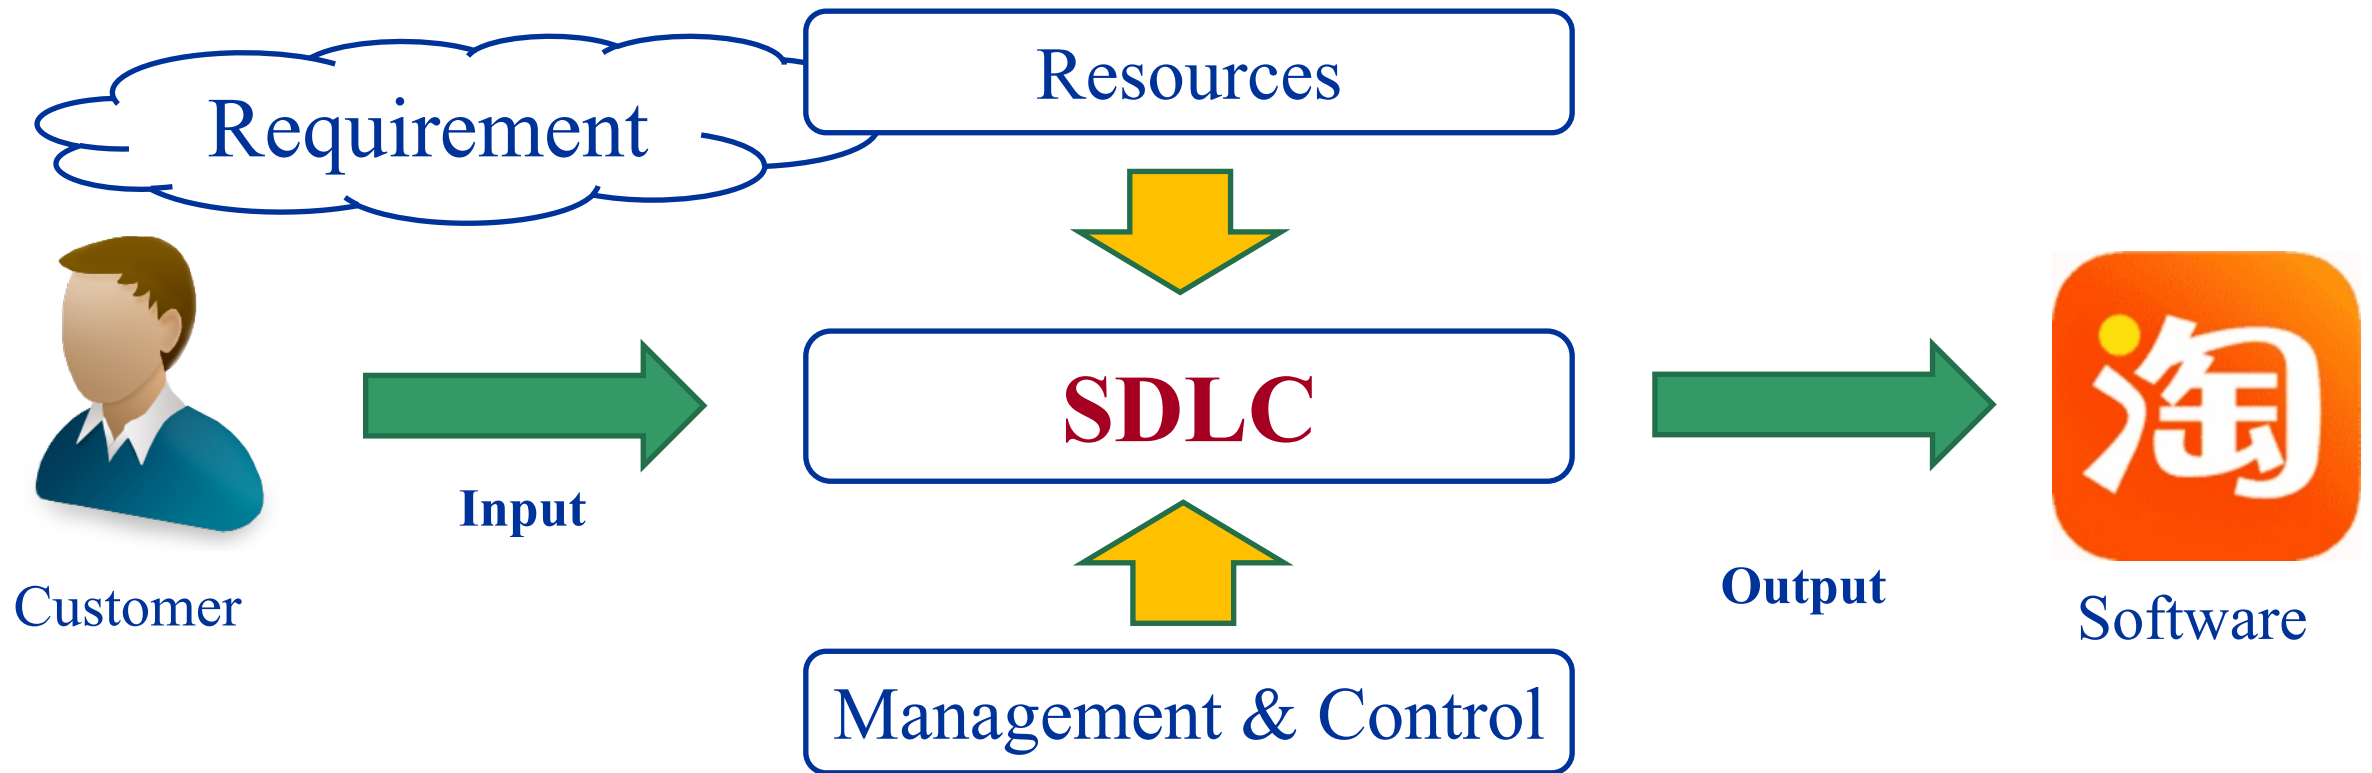 Resources
Requirement
SDLC
淘
Input
Output
Customer
Software
Management & Control